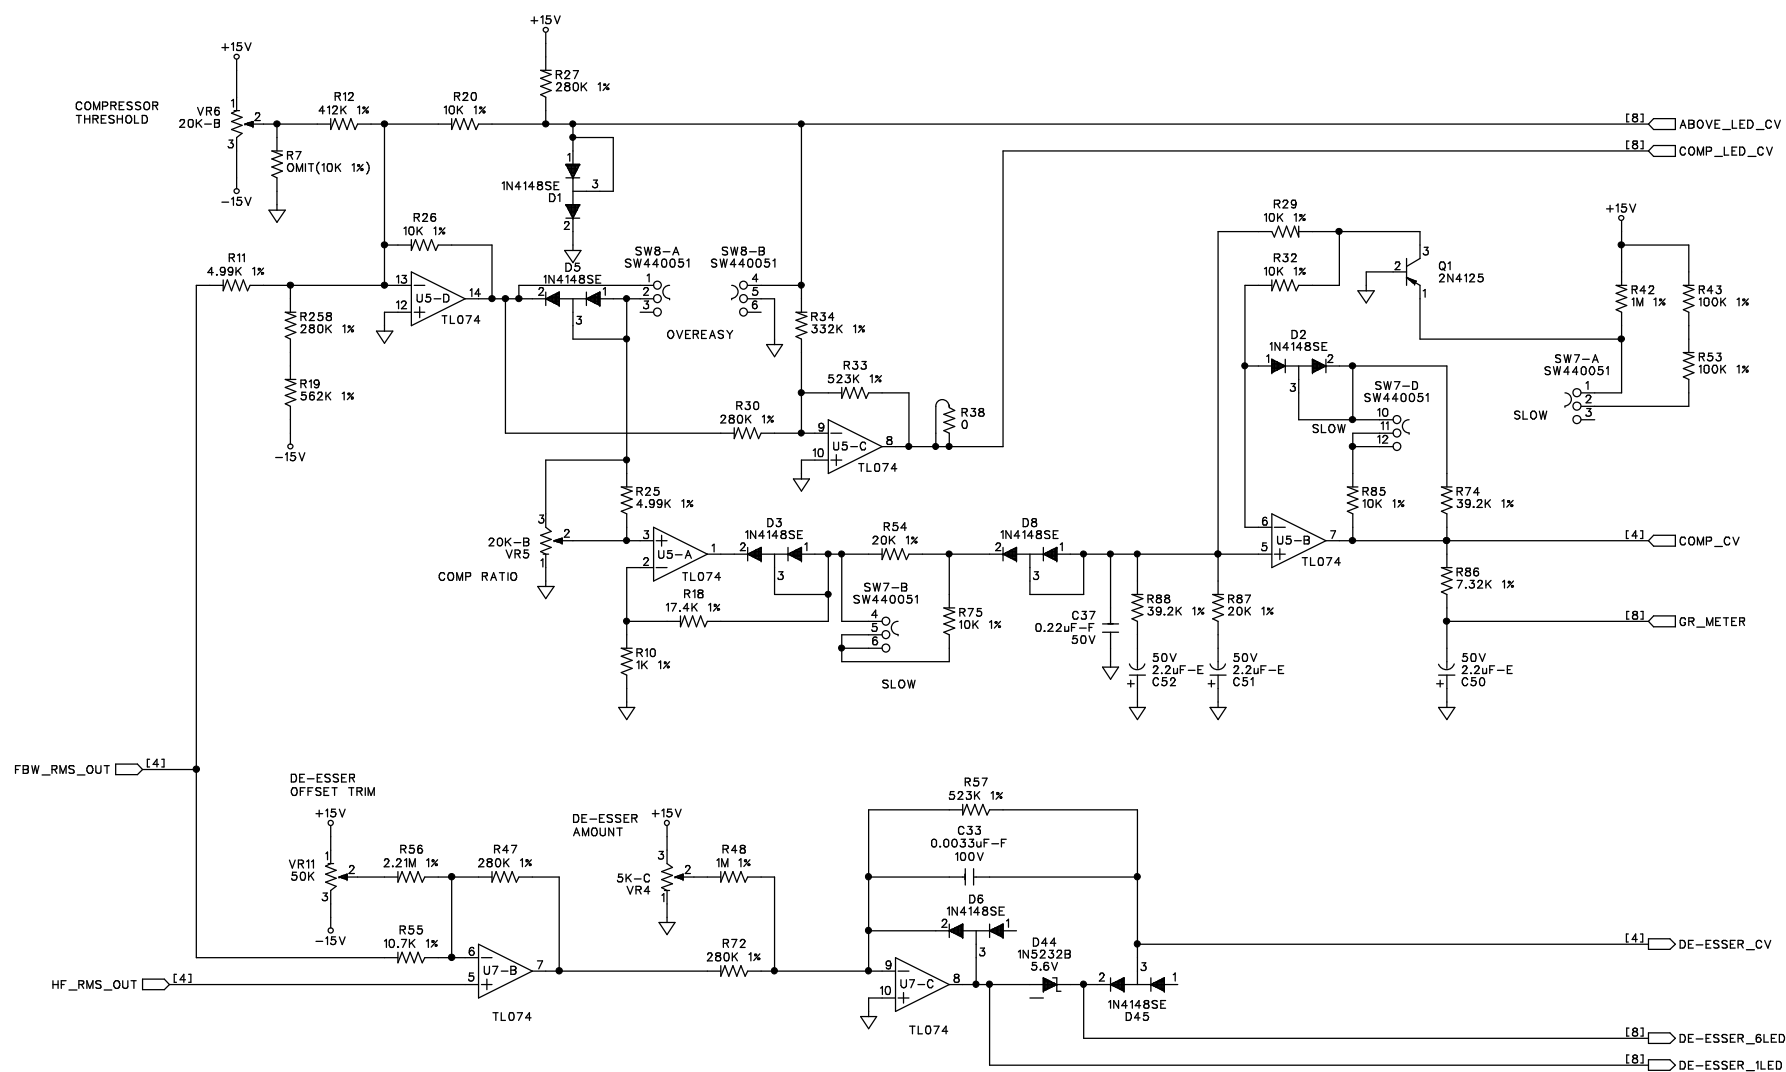 +15V
+15V
COMPRESSOR
THRESHOLD
VR6
20K-B
1
2
3
-15V
R12
412K 1%
R20
10K 1%
R27
280K 1%
R7
OMIT(10K 1%)
1
1N4148SE
D1
3
2
[8] ABOVE_LED_CV
[8] COMP_LED_CV
R26
10K 1%
R11
4.99K 1%
R258
280K 1%
R19
562K 1%
-15V
13
12
14
U5-D
TL074
D5
1N4148SE
2
1
3
SW8-A
SW440051
1
2
3
SW8-B
SW440051
4
5
6
OVEREASY
R34
332K 1%
R33
523K 1%
R30
280K 1%
9
10
8
U5-C
TL074
R38
0
R29
10K 1%
R32
10K 1%
3
2
1
Q1
2N4125
+15V
R42
1M 1%
R43
100K 1%
R53
100K 1%
SW7-A
SW440051
1
2
3
SLOW
D2
1N4148SE
1
2
3
SW7-D
SW440051
10
11
12
SLOW
R85
10K 1%
R74
39.2K 1%
R25
4.99K 1%
3
2
1
20K-B
VR5
COMP RATIO
3
2
1
U5-A
TL074
R18
17.4K 1%
R10
1K 1%
D3
1N4148SE
2
1
3
R54
20K 1%
SW7-B
SW440051
4
5
6
SLOW
R75
10K 1%
D8
1N4148SE
2
1
3
C37
0.22uF-F
50V
R88
39.2K 1%
50V
2.2uF-E
C52
+
R87
20K 1%
50V
2.2uF-E
C51
+
6
5
7
U5-B
TL074
[4] COMP_CV
R86
7.32K 1%
[8] GR_METER
50V
2.2uF-E
C50
+
FBW_RMS_OUT [4]
DE-ESSER
OFFSET TRIM
+15V
VR11
50K
1
2
3
-15V
R56
2.21M 1%
R47
280K 1%
R55
10.7K 1%
HF_RMS_OUT [4]
6
5
7
U7-B
TL074
DE-ESSER
AMOUNT
+15V
3
2
1
5K-C
VR4
R48
1M 1%
R72
280K 1%
R57
523K 1%
C33
0.0033uF-F
100V
D6
1N4148SE
2
1
3
9
10
8
U7-C
TL074
D44
1N5232B
5.6V
2
3
1
1N4148SE
D45
[4] DE-ESSER_CV
[8] DE-ESSER_6LED
[8] DE-ESSER_1LED